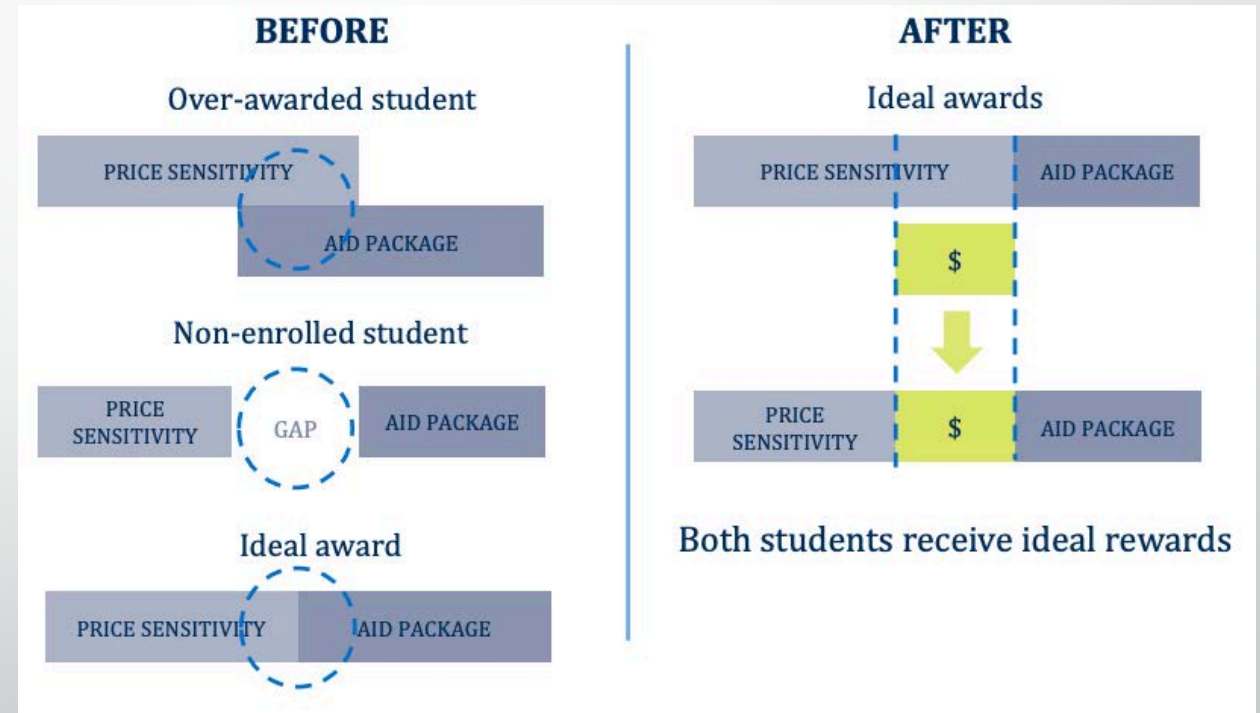 BEFORE
Over-awarded student
PRICE SENSITIVITY
AID PACKAGE
Non-enrolled student
PRICE
SENSITIVITY
GAP
AID PACKAGE
Ideal award
PRICE SENSITIVITY
AID PACKAGE
AFTER
Ideal awards
PRICE SENSITIVITY
AID PACKAGE
$
PRICE
SENSITIVITY
$
AID PACKAGE
Both students receive ideal rewards